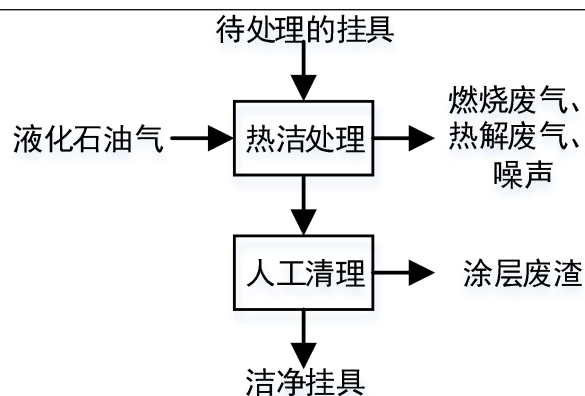 待处理的挂具
液化石油气
热洁处理
燃烧废气、
热解废气、
噪声
人工清理
涂层废渣
洁净挂具